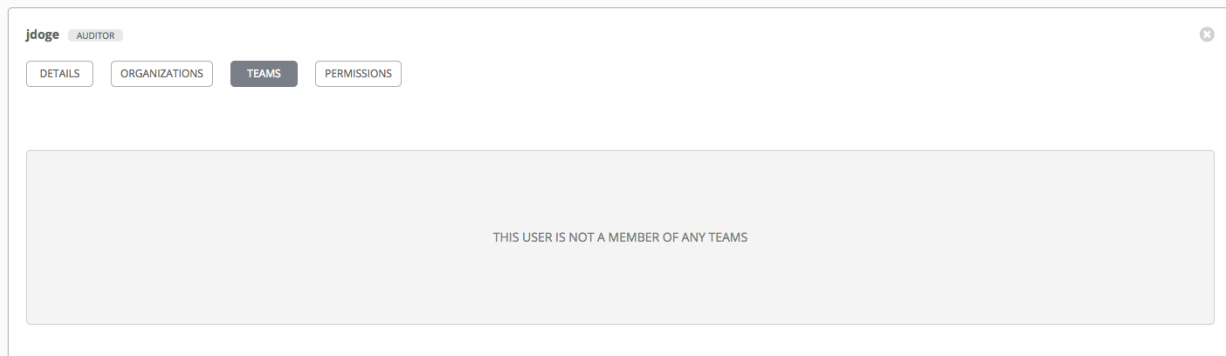 jdoge AUDITOR
DETAILS ORGANIZATIONS TEAMS PERMISSIONS
THIS USER IS NOT A MEMBER OF ANY TEAMS